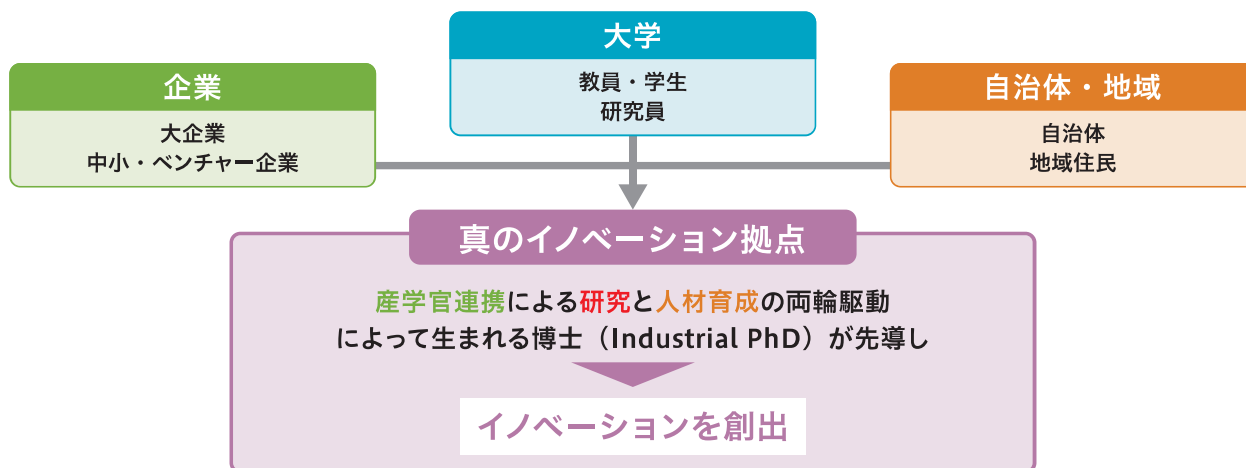 大学
教員・学生
研究員
企業
大企業
中小・ベンチャー企業
自治体・地域
自治体
地域住民
真のイノベーション拠点
産学官連携による研究と人材育成の両輪駆動
によって生まれる博士（Industrial PhD）が先導し
イノベーションを創出